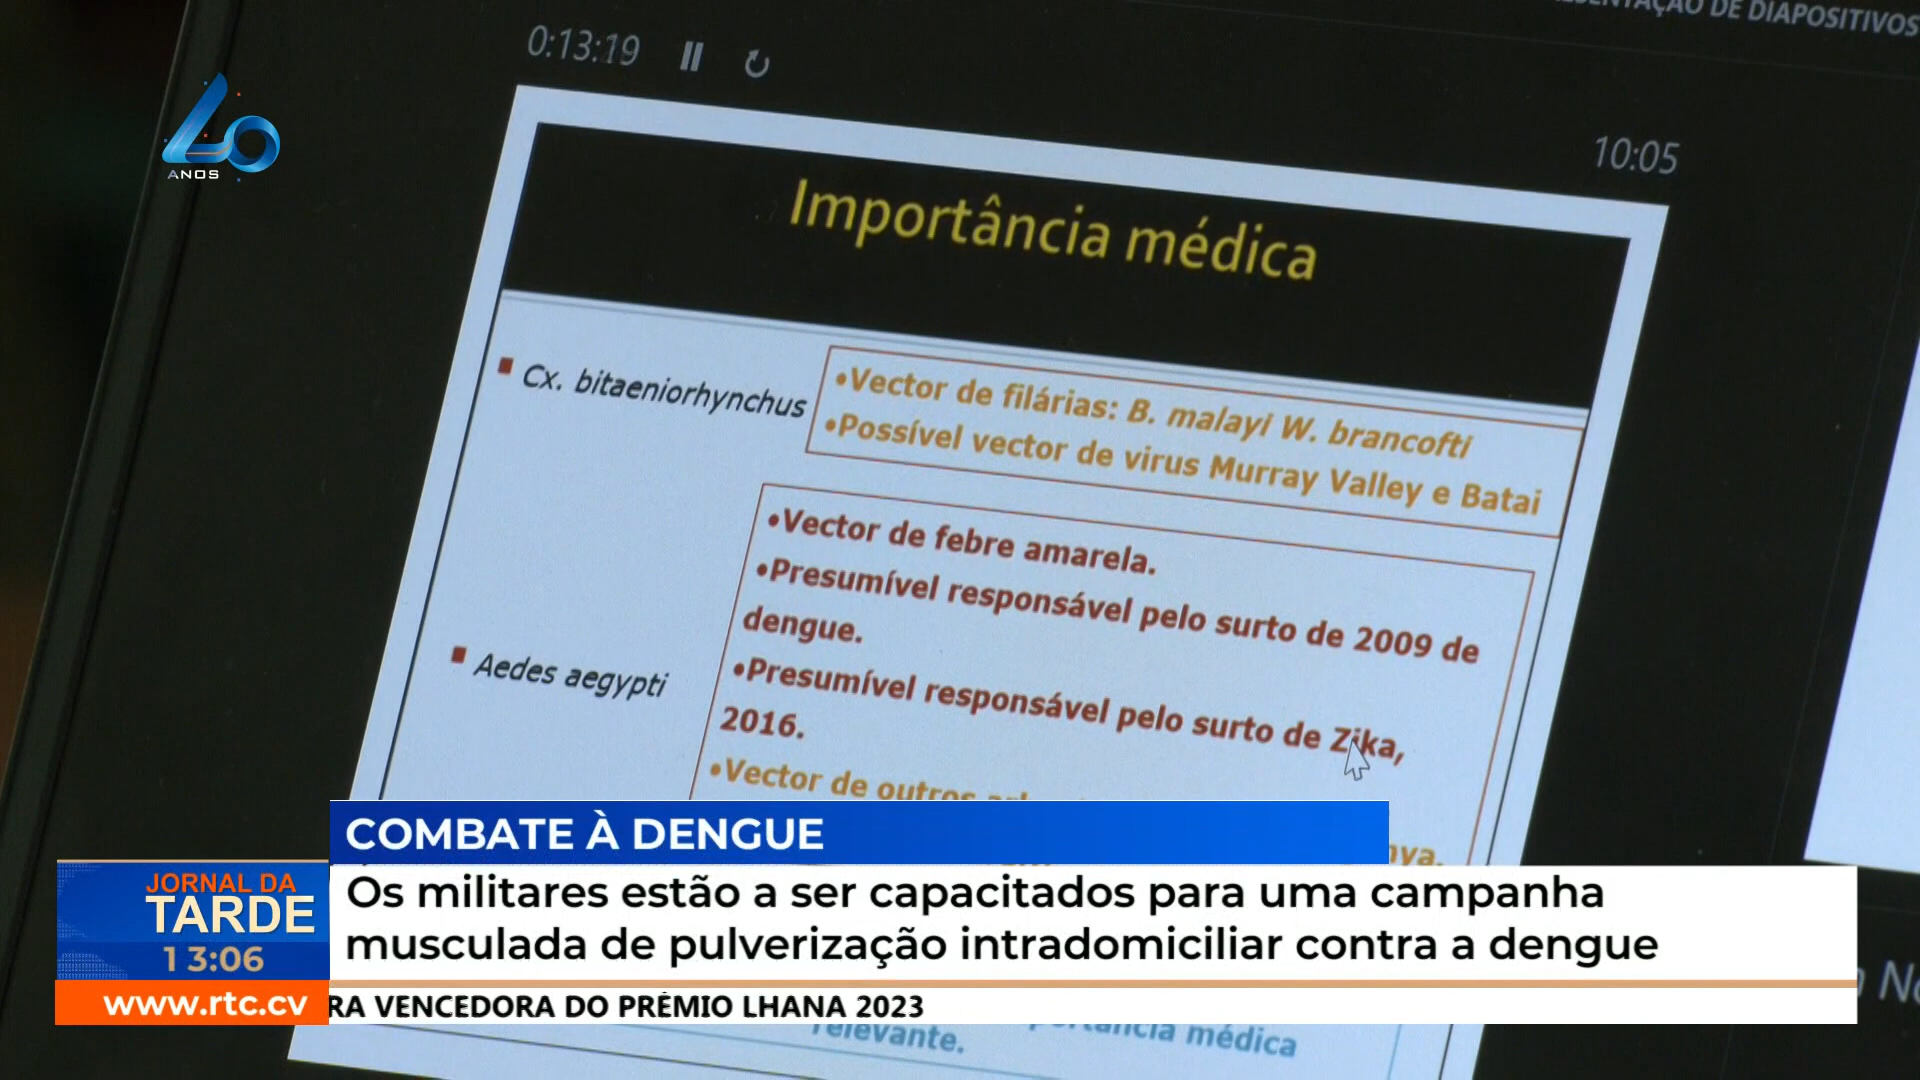 DE DIAPOSITIVOS
0:13:19
10:05
40
ANOS
Importância médica
▪ Cx. bitaeniorhynchus
•Vector de filárias: B. malayi W. brancofti
•Possível vector de virus Murray Valley e Batai
•Vector de febre amarela.
•Presumível responsável pelo surto de 2009 de
dengue.
▪ Aedes aegypti
•Presumível responsável pelo surto de Zika,
2016.
•Vector de outros
COMBATE À DENGUE
JORNAL DA
TARDE
13:06
Os militares estão a ser capacitados para uma campanha
musculada de pulverização intradomiciliar contra a dengue
www.rtc.cv
RA VENCEDORA DO PRÊMIO LHANA 2023
médica
relevante.